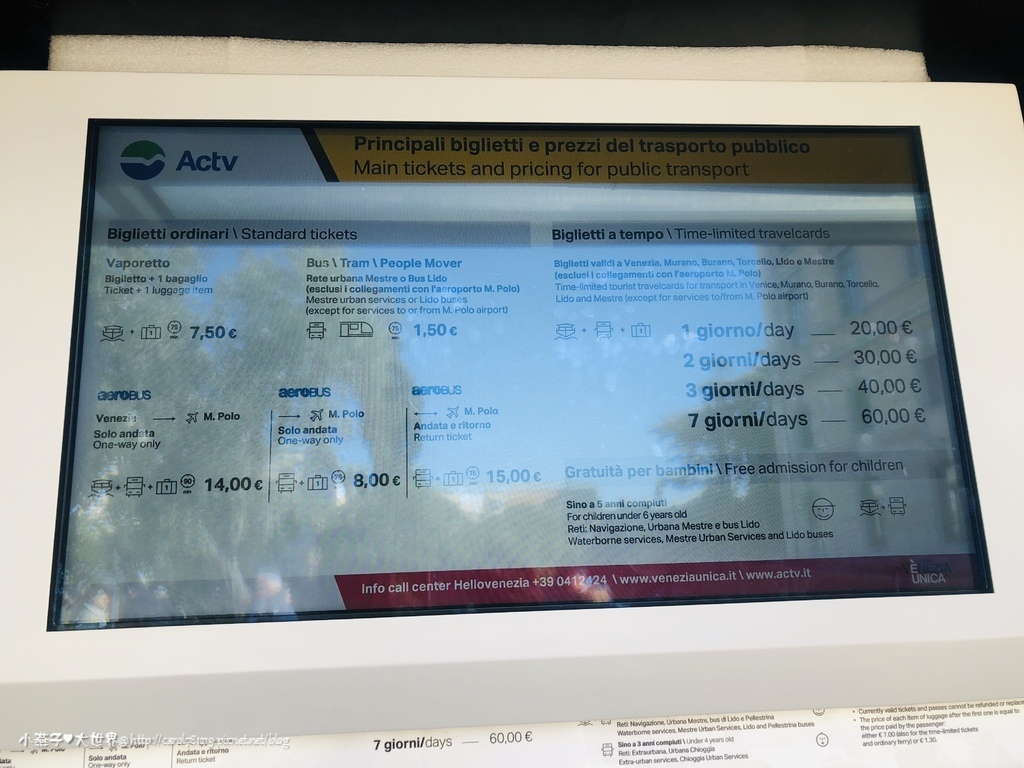 Actv
Principali biglietti e prezzi del trasporto pubblico
Main tickets and pricing for public transport
Biglietti ordinari \ Standard tickets
Vaporetto
Biglietto + 1 bagaglio
Ticket + 1 luggage item
75 min
7,50 €
Bus \ Tram \ People Mover
Rete urbana Mestre o Bus Lido
(esclusi i collegamenti con l'aeroporto M. Polo)
Mestre urban services or Lido buses
(except for services to or from M. Polo airport)
75 min
1,50 €
aeroBUS
Venezia M. Polo
Solo andata
One-way only
90 min
14,00 €
aeroBUS
M. Polo
Solo andata
One-way only
75 min
8,00 €
aeroBUS
M. Polo
Andata e ritorno
Return ticket
75 min
15,00 €
Biglietti a tempo \ Time-limited travelcards
Biglietti validi a Venezia, Murano, Burano, Torcello, Lido e Mestre
(esclusi i collegamenti con l'aeroporto M. Polo)
Time-limited tourist travelcards for transport in Venice, Murano, Burano, Torcello,
Lido and Mestre (except for services to/from M. Polo airport)
1 giorno/day — 20,00 €
2 giorni/days — 30,00 €
3 giorni/days — 40,00 €
7 giorni/days — 60,00 €
Gratuità per bambini \ Free admission for children
Sino a 5 anni compiuti
For children under 6 years old
Reti: Navigazione, Urbana Mestre e bus Lido
Waterborne services, Mestre Urban Services and Lido buses
Info call center Hellovenezia +39 0412424 \ www.veneziaunica.it \ www.actv.it
È VENEZIA
UNICA
Solo andata
One-way only
Andata e ritorno
Return ticket
7 giorni/days — 60,00 €
Reti: Navigazione, Urbana Mestre, bus di Lido e Pellestrina
Waterborne services, Mestre Urban services, Lido and Pellestrina buses
Sino a 3 anni compiuti \ Under 4 years old
Reti: Extraurbana, Urbana Chioggia
Extra-urban services, Chioggia Urban Services
• Currently valid tickets and passes cannot be refunded or replace
• The price of each item of luggage after the first one is equal to
the price paid by the passenger:
either € 7.00 (also for the time-limited tickets
and ordinary ferry) or € 1.30.
小蓉子♥大世界@